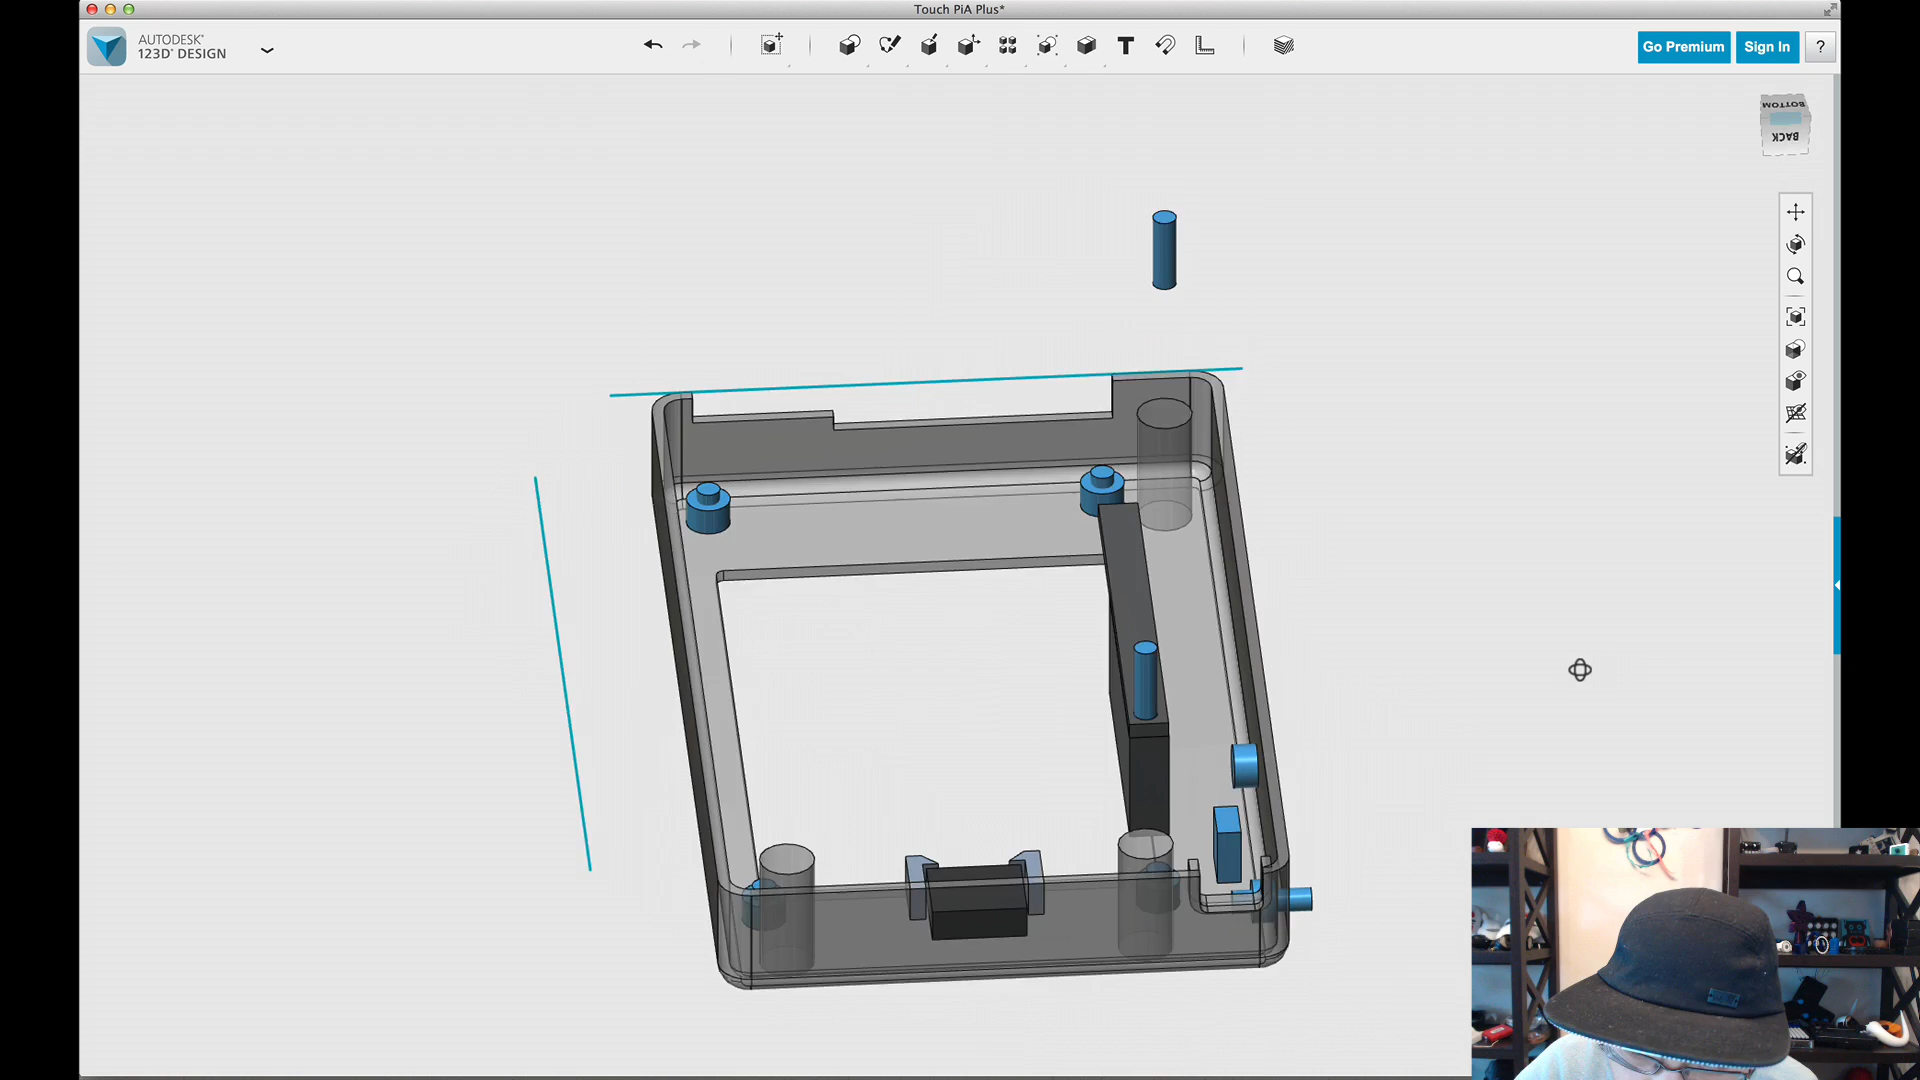 Touch PiA Plus*
AUTODESK®
123D® DESIGN
T
Go Premium
Sign In
?
BOTTOM
BACK